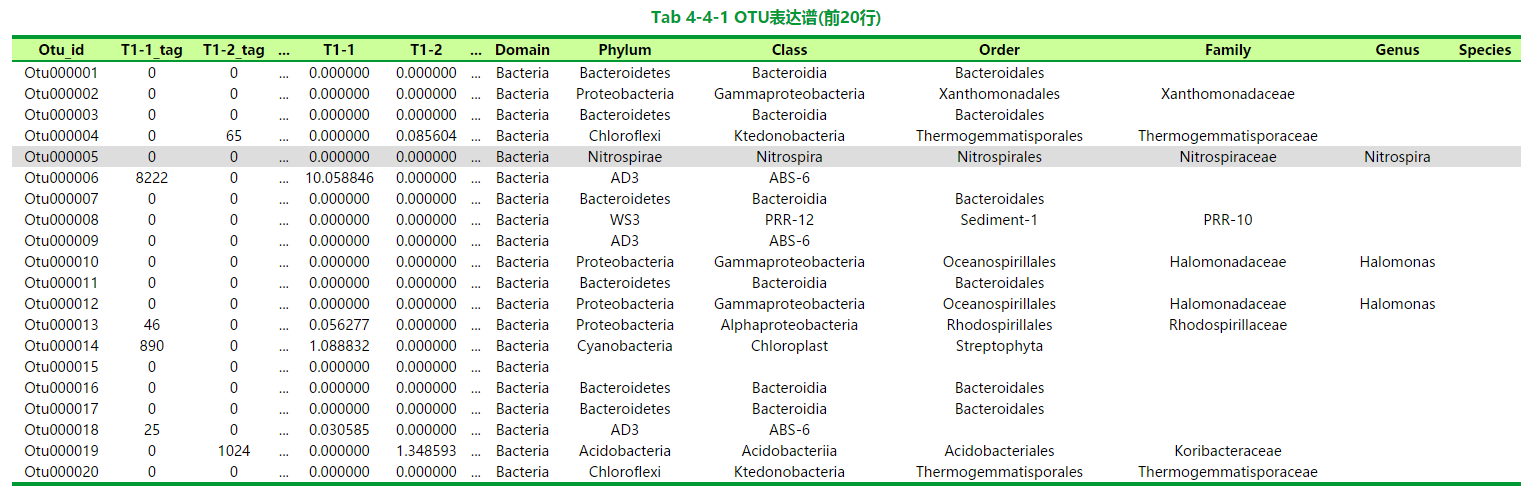 Tab 4-4-1 OTU表达谱(前20行)
Otu_id T1-1_tag T1-2_tag ... T1-1 T1-2 ... Domain Phylum Class Order Family Genus Species
Otu000001 0 0 ... 0.000000 0.000000 ... Bacteria Bacteroidetes Bacteroidia Bacteroidales
Otu000002 0 0 ... 0.000000 0.000000 ... Bacteria Proteobacteria Gammaproteobacteria Xanthomonadales Xanthomonadaceae
Otu000003 0 0 ... 0.000000 0.000000 ... Bacteria Bacteroidetes Bacteroidia Bacteroidales
Otu000004 0 65 ... 0.000000 0.085604 ... Bacteria Chloroflexi Ktedonobacteria Thermogemmatisporales Thermogemmatisporaceae
Otu000005 0 0 ... 0.000000 0.000000 ... Bacteria Nitrospirae Nitrospira Nitrospirales Nitrospiraceae Nitrospira
Otu000006 8222 0 ... 10.058846 0.000000 ... Bacteria AD3 ABS-6
Otu000007 0 0 ... 0.000000 0.000000 ... Bacteria Bacteroidetes Bacteroidia Bacteroidales
Otu000008 0 0 ... 0.000000 0.000000 ... Bacteria WS3 PRR-12 Sediment-1 PRR-10
Otu000009 0 0 ... 0.000000 0.000000 ... Bacteria AD3 ABS-6
Otu000010 0 0 ... 0.000000 0.000000 ... Bacteria Proteobacteria Gammaproteobacteria Oceanospirillales Halomonadaceae Halomonas
Otu000011 0 0 ... 0.000000 0.000000 ... Bacteria Bacteroidetes Bacteroidia Bacteroidales
Otu000012 0 0 ... 0.000000 0.000000 ... Bacteria Proteobacteria Gammaproteobacteria Oceanospirillales Halomonadaceae Halomonas
Otu000013 46 0 ... 0.056277 0.000000 ... Bacteria Proteobacteria Alphaproteobacteria Rhodospirillales Rhodospirillaceae
Otu000014 890 0 ... 1.088832 0.000000 ... Bacteria Cyanobacteria Chloroplast Streptophyta
Otu000015 0 0 ... 0.000000 0.000000 ... Bacteria
Otu000016 0 0 ... 0.000000 0.000000 ... Bacteria Bacteroidetes Bacteroidia Bacteroidales
Otu000017 0 0 ... 0.000000 0.000000 ... Bacteria Bacteroidetes Bacteroidia Bacteroidales
Otu000018 25 0 ... 0.030585 0.000000 ... Bacteria AD3 ABS-6
Otu000019 0 1024 ... 0.000000 1.348593 ... Bacteria Acidobacteria Acidobacteriia Acidobacteriales Koribacteraceae
Otu000020 0 0 ... 0.000000 0.000000 ... Bacteria Chloroflexi Ktedonobacteria Thermogemmatisporales Thermogemmatisporaceae